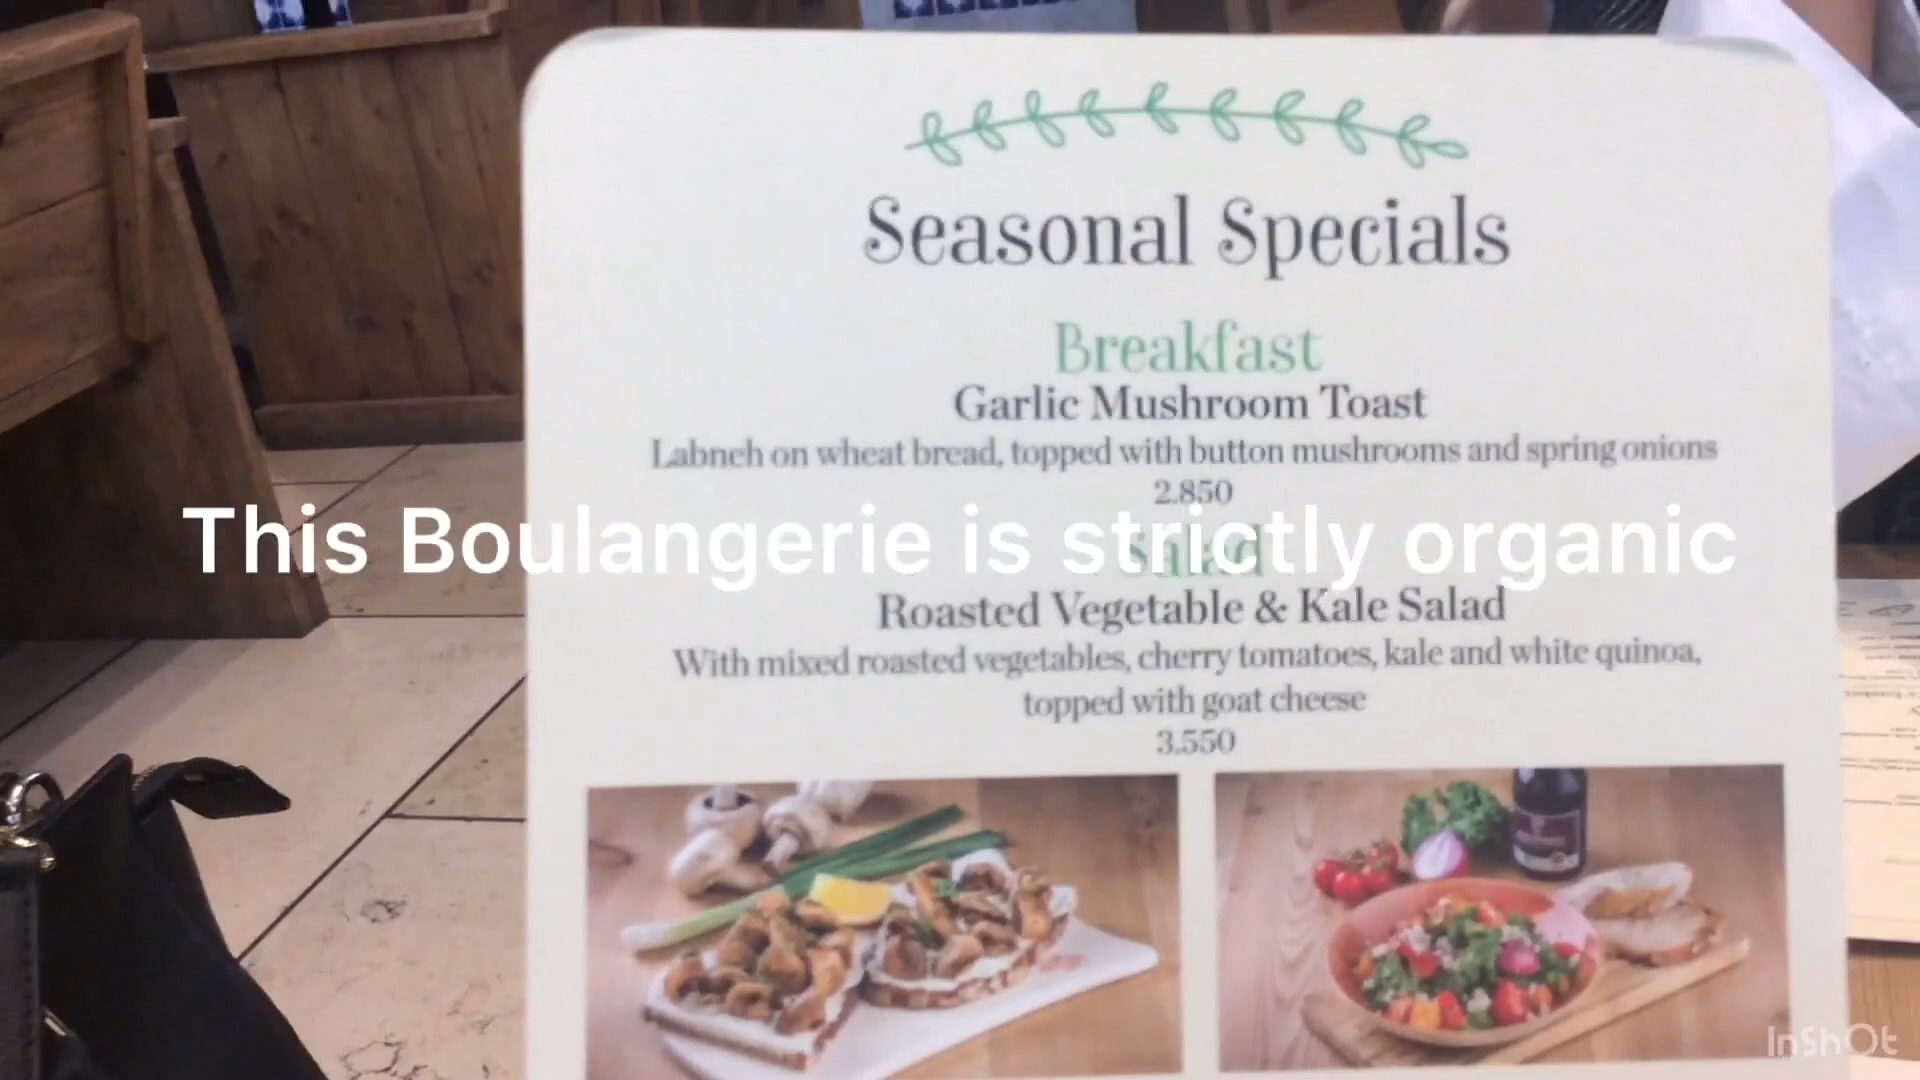 Seasonal Specials
Breakfast
Garlic Mushroom Toast
Labneh on wheat bread, topped with button mushrooms and spring onions
2.850
This Boulangerie is strictly organic
Salad
Roasted Vegetable & Kale Salad
With mixed roasted vegetables, cherry tomatoes, kale and white quinoa,
topped with goat cheese
3.550
InShOt